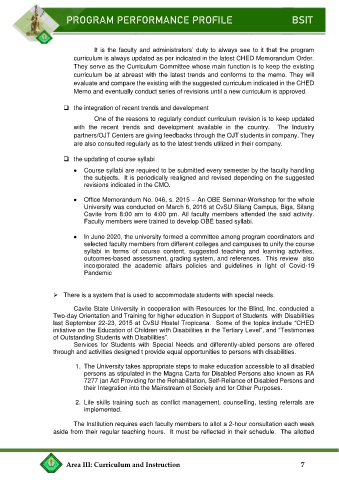 PROGRAM PERFORMANCE PROFILE BSIT
It is the faculty and administrators' duty to always see to it that the program
curriculum is always updated as per indicated in the latest CHED Memorandum Order.
They serve as the Curriculum Committee whose main function is to keep the existing
curriculum be at abreast with the latest trends and conforms to the memo. They will
evaluate and compare the existing with the suggested curriculum indicated in the CHED
Memo and eventually conduct series of revisions until a new curriculum is approved.
❑ the integration of recent trends and development
One of the reasons to regularly conduct curriculum revision is to keep updated
with the recent trends and development available in the country. The Industry
partners/OJT Centers are giving feedbacks through the OJT students in company. They
are also consulted regularly as to the latest trends utilized in their company.
❑ the updating of course syllabi
• Course syllabi are required to be submitted every semester by the faculty handling
the subjects. It is periodically realigned and revised depending on the suggested
revisions indicated in the CMO.
• Office Memorandum No. 046, s. 2015 – An OBE Seminar-Workshop for the whole
University was conducted on March 6, 2016 at CvSU Silang Campus, Biga, Silang
Cavite from 8:00 am to 4:00 pm. All faculty members attended the said activity.
Faculty members were trained to develop OBE based syllabi.
• In June 2020, the university formed a committee among program coordinators and
selected faculty members from different colleges and campuses to unify the course
syllabi in terms of course content, suggested teaching and learning activities,
outcomes-based assessment, grading system, and references. This review also
incorporated the academic affairs policies and guidelines in light of Covid-19
Pandemic
➢ There is a system that is used to accommodate students with special needs.
Cavite State University in cooperation with Resources for the Blind, Inc. conducted a
Two-day Orientation and Training for higher education in Support of Students with Disabilities
last September 22-23, 2015 at CvSU Hostel Tropicana. Some of the topics include "CHED
initiative on the Education of Children with Disabilities in the Tertiary Level", and "Testimonies
of Outstanding Students with Disabilities".
Services for Students with Special Needs and differently-abled persons are offered
through and activities designed t provide equal opportunities to persons with disabilities.
1. The University takes appropriate steps to make education accessible to all disabled
persons as stipulated in the Magna Carta for Disabled Persons also known as RA
7277 (an Act Providing for the Rehabilitation, Self-Reliance of Disabled Persons and
their Integration into the Mainstream of Society and for Other Purposes.
2. Life skills training such as conflict management, counselling, testing referrals are
implemented.
The Institution requires each faculty members to allot a 2-hour consultation each week
aside from their regular teaching hours. It must be reflected in their schedule. The allotted
Area III: Curriculum and Instruction 7